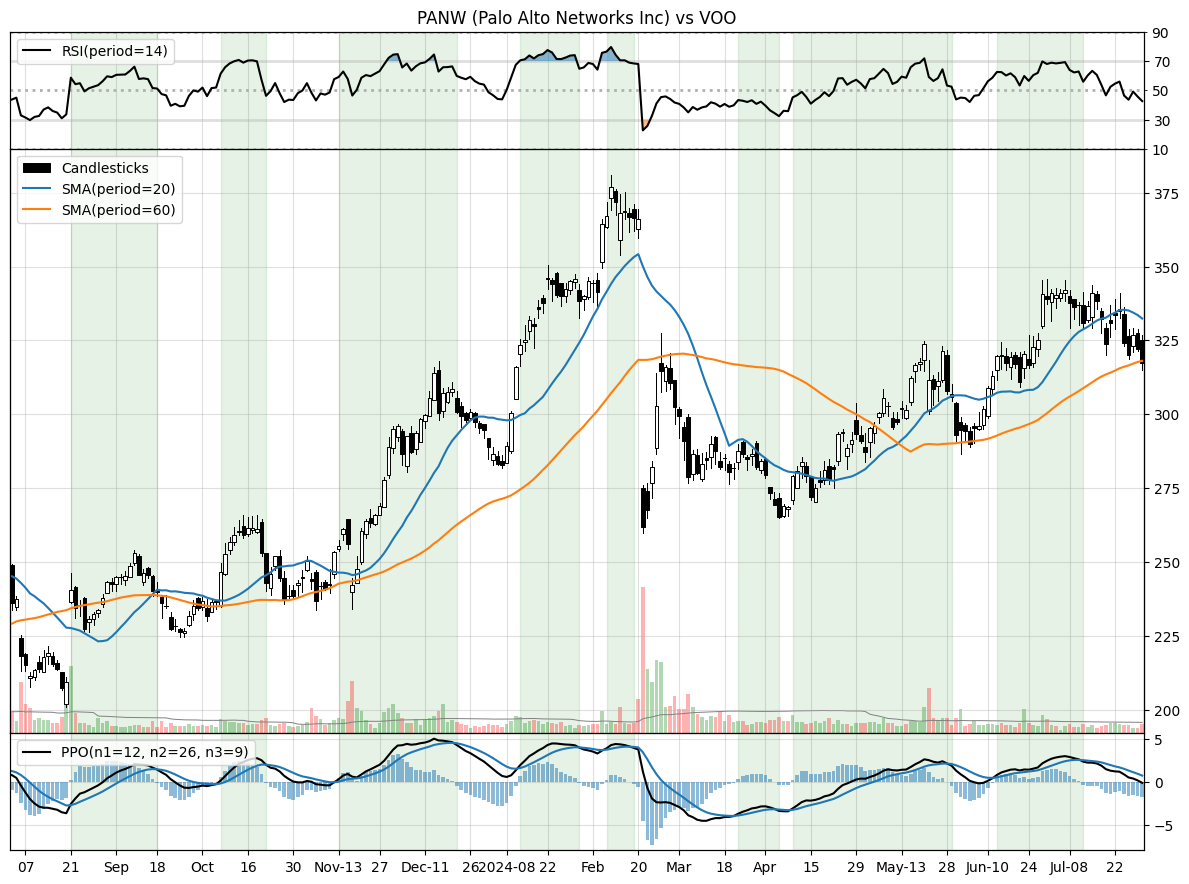 PANW (Palo Alto Networks Inc) vs VOO
RSI(period=14)
90
70
50
30
10
Candlesticks
SMA(period=20)
SMA(period=60)
375
350
325
300
275
250
225
200
PPO(n1=12, n2=26, n3=9)
5
0
−5
07 21 Sep 18 Oct 16 30 Nov-13 27 Dec-11 26 2024-08 22 Feb 20 Mar 18 Apr 15 29 May-13 28 Jun-10 24 Jul-08 22